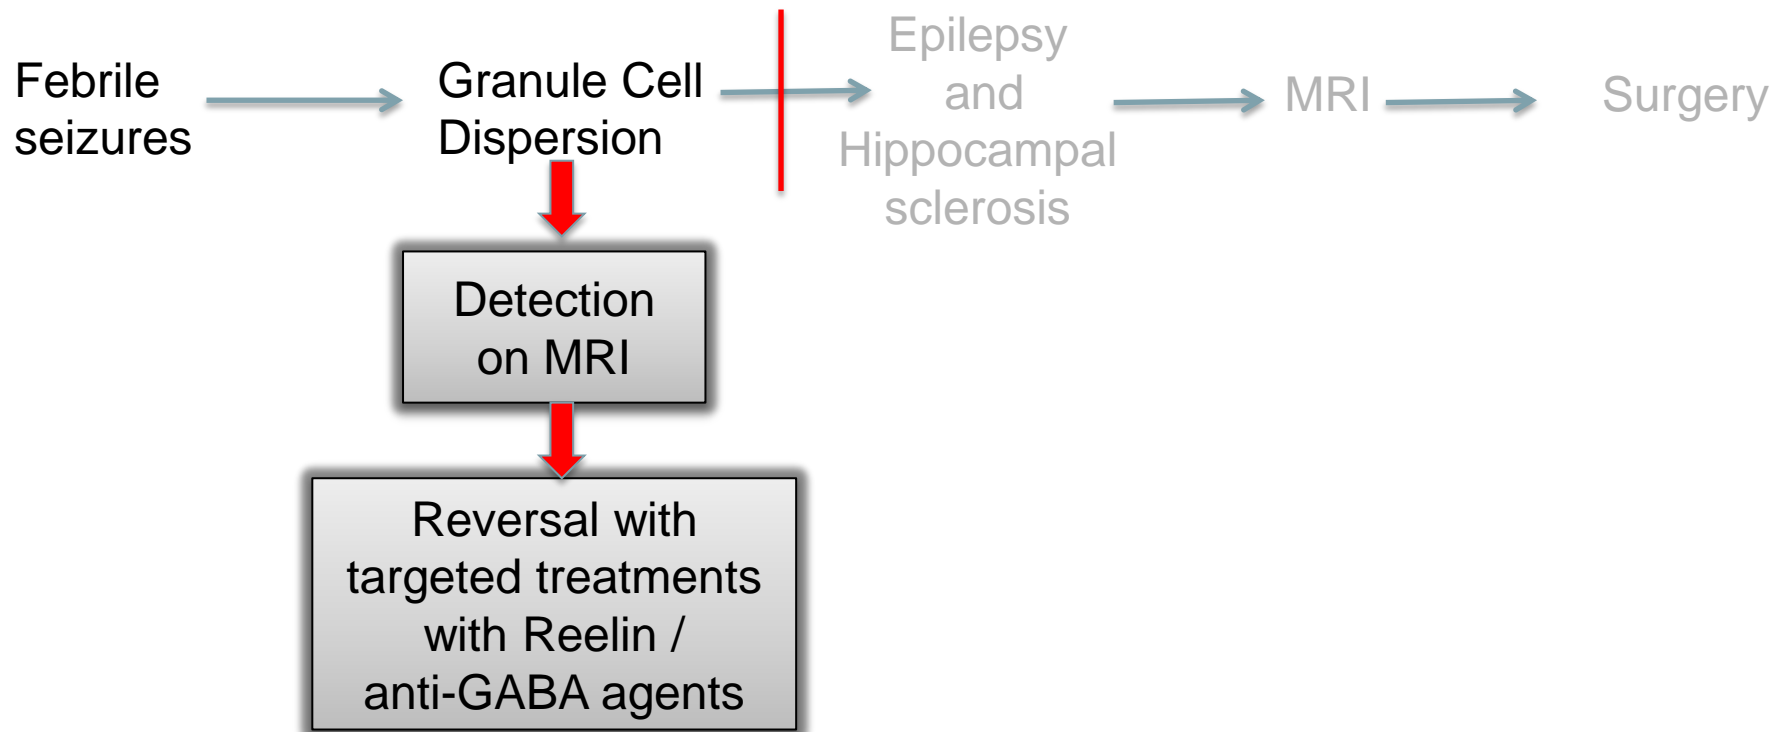 Febrile
seizures
Granule Cell
Dispersion
Epilepsy
and
Hippocampal
sclerosis
MRI
Surgery
Detection
on MRI
Reversal with
targeted treatments
with Reelin /
anti-GABA agents